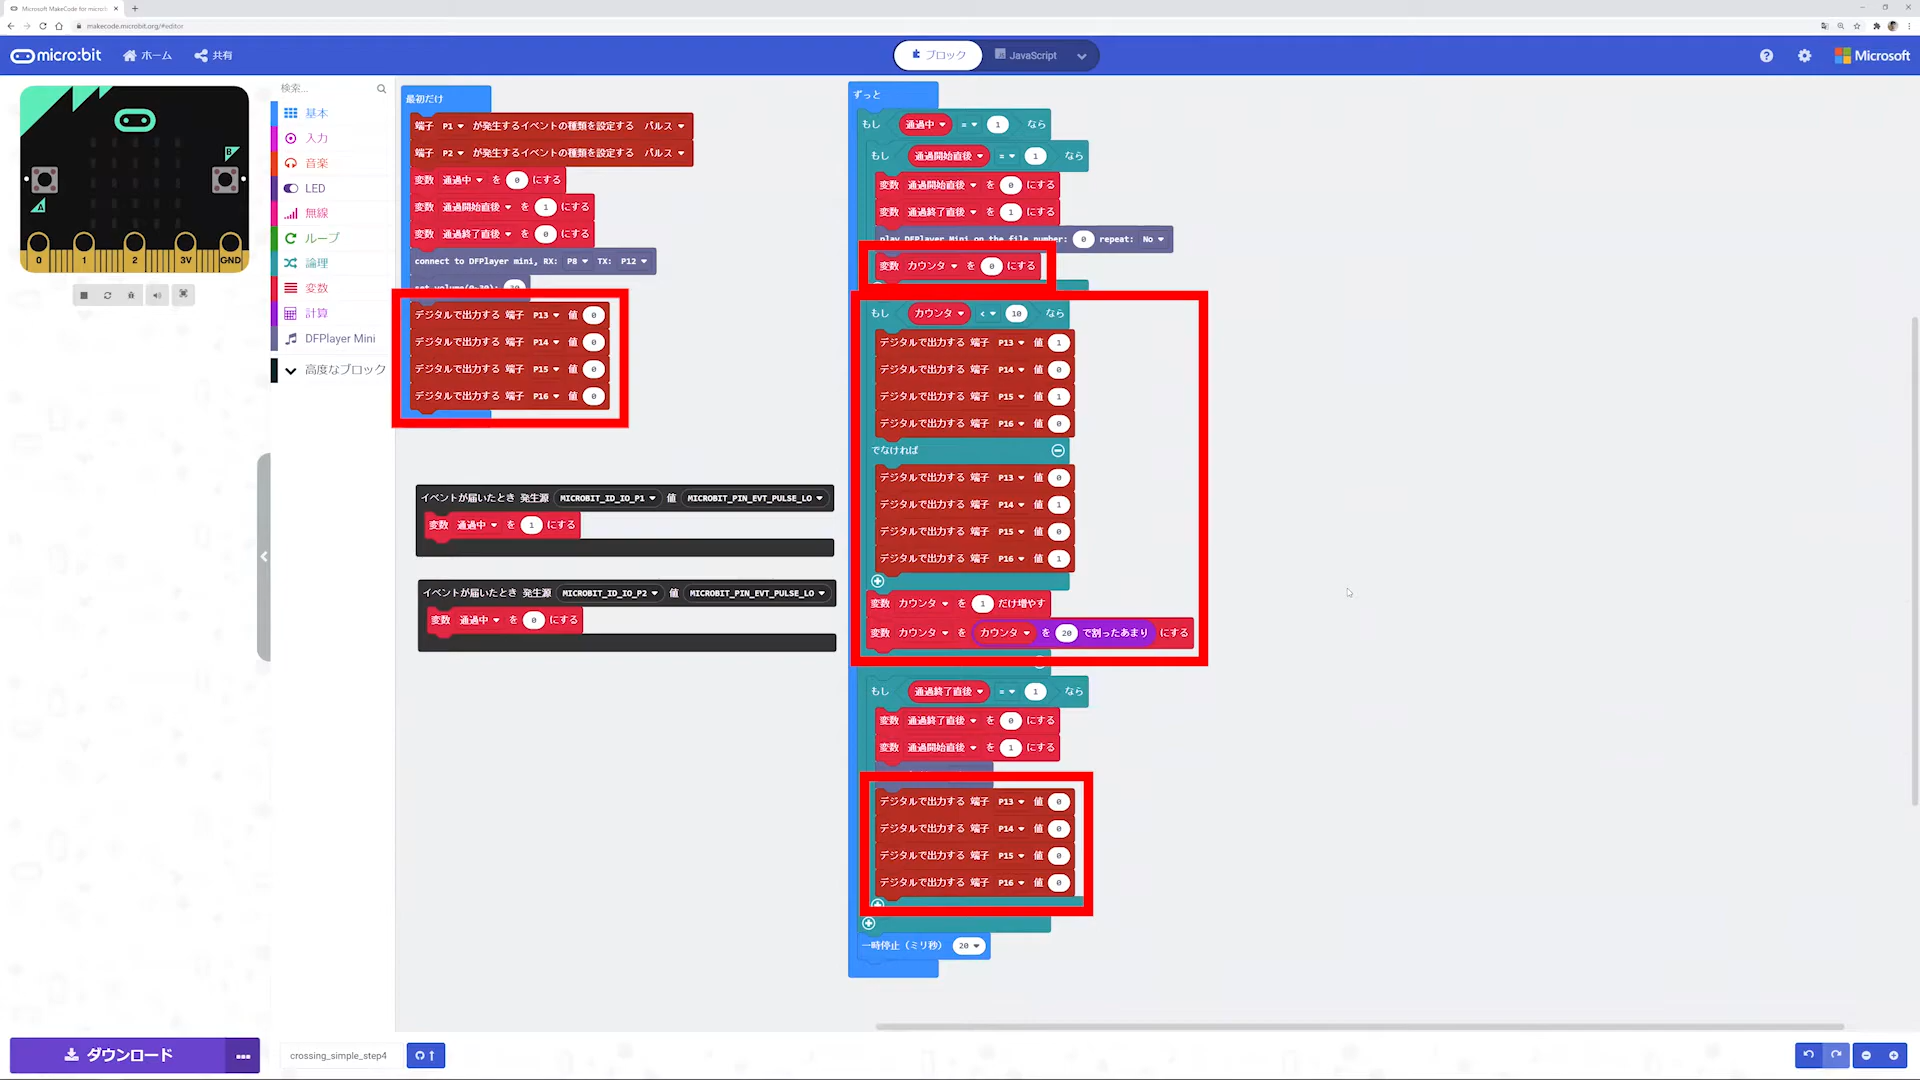 Microsoft MakeCode for micro:b
makecode.microbit.org/#editor
micro:bit
ホーム
共有
ブロック
JavaScript
Microsoft
検索...
基本
入力
音楽
LED
無線
ループ
論理
変数
計算
DFPlayer Mini
高度なブロック
A
B
0 1 2 3V GND
最初だけ
端子 P1 が発生するイベントの種類を設定する パルス
端子 P2 が発生するイベントの種類を設定する パルス
変数 通過中 を 0 にする
変数 通過開始直後 を 1 にする
変数 通過終了直後 を 0 にする
connect to DFPlayer mini, RX: P8 TX: P12
デジタルで出力する 端子 P13 値 0
デジタルで出力する 端子 P14 値 0
デジタルで出力する 端子 P15 値 0
デジタルで出力する 端子 P16 値 0
イベントが届いたとき 発生源 MICROBIT_ID_IO_P1 値 MICROBIT_PIN_EVT_PULSE_LO
変数 通過中 を 1 にする
イベントが届いたとき 発生源 MICROBIT_ID_IO_P2 値 MICROBIT_PIN_EVT_PULSE_LO
変数 通過中 を 0 にする
ずっと
もし 通過中 = 1 なら
もし 通過開始直後 = 1 なら
変数 通過開始直後 を 0 にする
変数 通過終了直後 を 1 にする
play DFPlayer Mini on the file number: 0 repeat: No
変数 カウンタ を 0 にする
もし カウンタ < 10 なら
デジタルで出力する 端子 P13 値 1
デジタルで出力する 端子 P14 値 0
デジタルで出力する 端子 P15 値 1
デジタルで出力する 端子 P16 値 0
でなければ
デジタルで出力する 端子 P13 値 0
デジタルで出力する 端子 P14 値 1
デジタルで出力する 端子 P15 値 0
デジタルで出力する 端子 P16 値 1
変数 カウンタ を 1 だけ増やす
変数 カウンタ を カウンタ を 20 で割ったあまり にする
もし 通過終了直後 = 1 なら
変数 通過終了直後 を 0 にする
変数 通過開始直後 を 1 にする
デジタルで出力する 端子 P13 値 0
デジタルで出力する 端子 P14 値 0
デジタルで出力する 端子 P15 値 0
デジタルで出力する 端子 P16 値 0
一時停止（ミリ秒） 20
ダウンロード
crossing_simple_step4